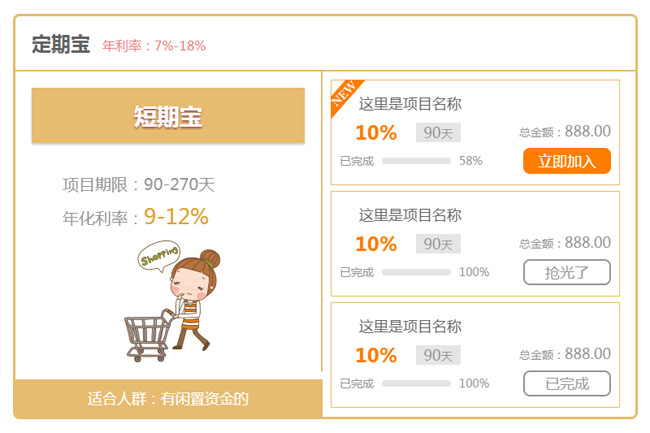 定期宝 年利率：7%-18%
短期宝
项目期限：90-270天
年化利率：9-12%
Shopping
适合人群：有闲置资金的
NEW
这里是项目名称
10% 90天 总金额：888.00
已完成 58% 立即加入
这里是项目名称
10% 90天 总金额：888.00
已完成 100% 抢光了
这里是项目名称
10% 90天 总金额：888.00
已完成 100% 已完成